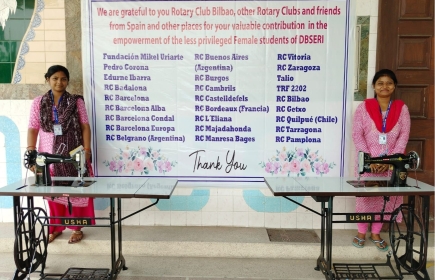 We are grateful to you Rotary Club Bilbao, other Rotary Clubs and friends
from Spain and other places for your valuable contribution in the
empowerment of the less privileged Female students of DBSERI
Fundación Mikel Uriarte
Pedro Corona
Edurne Ibarra
RC Badalona
RC Barcelona
RC Barcelona Alba
RC Barcelona Condal
RC Barcelona Europa
RC Belgrano (Argentina)
RC Buenos Aires
(Argentina)
RC Burgos
RC Cambrils
RC Castelldefels
RC Bordeaux (Francia)
RC L'Eliana
RC Majadahonda
RC Manresa Bages
RC Vitoria
RC Zaragoza
Talio
TRF 2202
RC Bilbao
RC Getxo
RC Quilpué (Chile)
RC Tarragona
RC Pamplona
Thank You
USHA
USHA
USHA
USHA